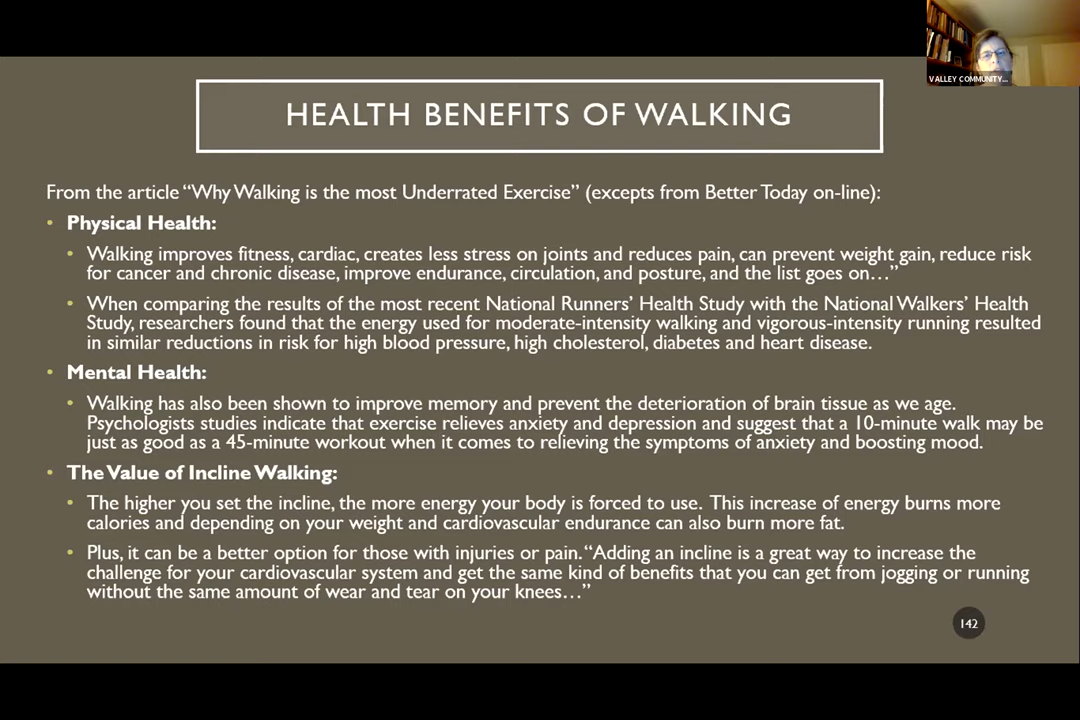 VALLEY COMMUNITY...
HEALTH BENEFITS OF WALKING
From the article “Why Walking is the most Underrated Exercise” (excepts from Better Today on-line):
• Physical Health:
• Walking improves fitness, cardiac, creates less stress on joints and reduces pain, can prevent weight gain, reduce risk
for cancer and chronic disease, improve endurance, circulation, and posture, and the list goes on…”
• When comparing the results of the most recent National Runners’ Health Study with the National Walkers’ Health
Study, researchers found that the energy used for moderate-intensity walking and vigorous-intensity running resulted
in similar reductions in risk for high blood pressure, high cholesterol, diabetes and heart disease.
• Mental Health:
• Walking has also been shown to improve memory and prevent the deterioration of brain tissue as we age.
Psychologists studies indicate that exercise relieves anxiety and depression and suggest that a 10-minute walk may be
just as good as a 45-minute workout when it comes to relieving the symptoms of anxiety and boosting mood.
• The Value of Incline Walking:
• The higher you set the incline, the more energy your body is forced to use. This increase of energy burns more
calories and depending on your weight and cardiovascular endurance can also burn more fat.
• Plus, it can be a better option for those with injuries or pain. “Adding an incline is a great way to increase the
challenge for your cardiovascular system and get the same kind of benefits that you can get from jogging or running
without the same amount of wear and tear on your knees…”
142